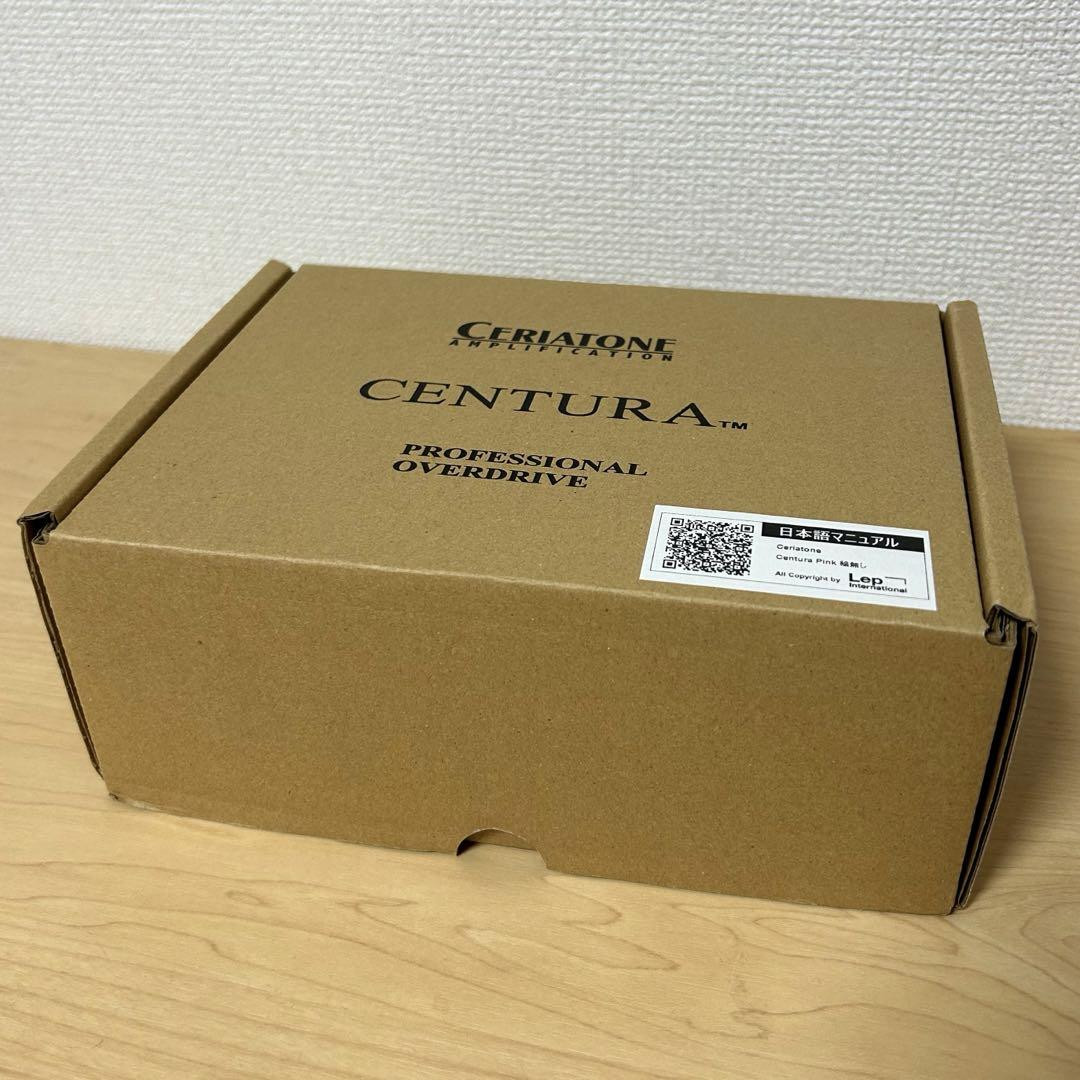 CERIATONE
AMPLIFICATION
CENTURA™
PROFESSIONAL
OVERDRIVE
日本語マニュアル
Ceriatone
Centura Pink 絵無し
All Copyright by Lep
International